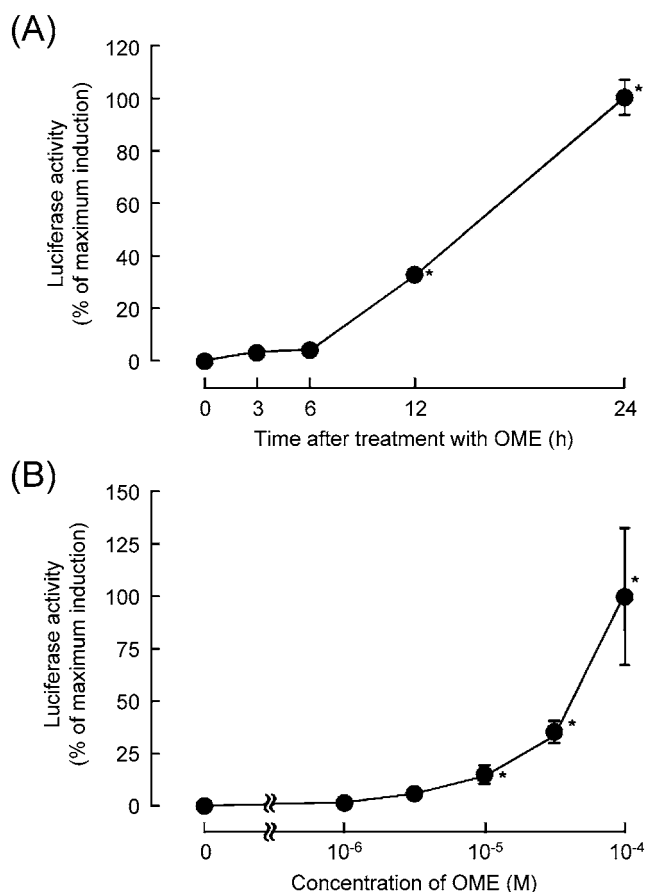 (A)
Luciferase activity
(% of maximum induction)
120
100
80
60
40
20
0
*
*
0 3 6 12 24
Time after treatment with OME (h)
(B)
Luciferase activity
(% of maximum induction)
150
125
100
75
50
25
0
*
*
*
0 10⁻⁶ 10⁻⁵ 10⁻⁴
Concentration of OME (M)